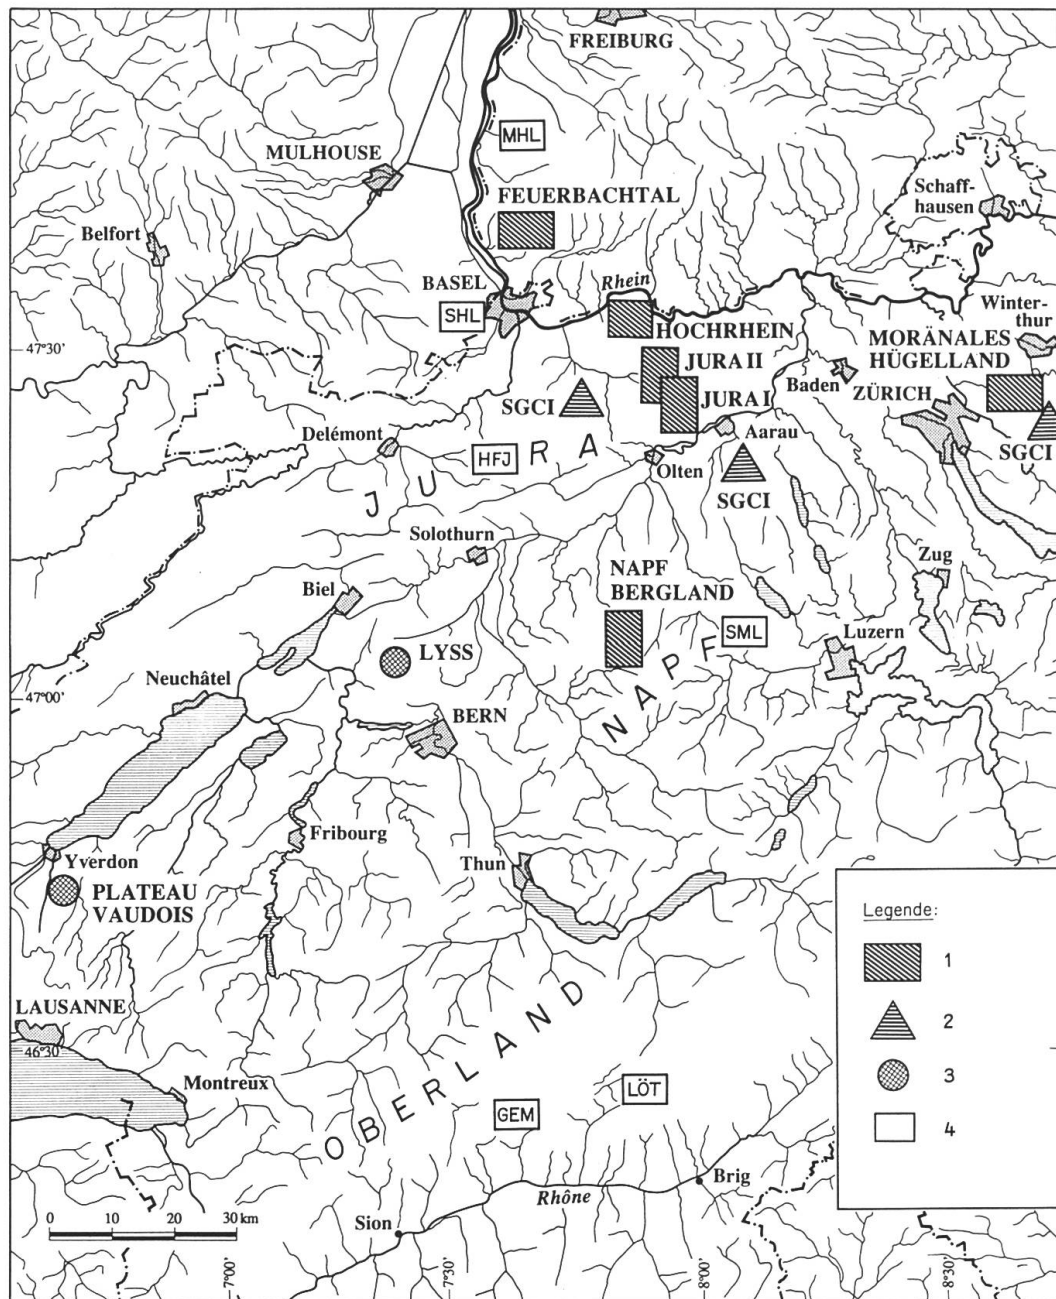 FREIBURG
MHL
MULHOUSE
Schaff-
hausen
FEUERBACHTAL
Belfort
BASEL
Rhein
SHL
Winter-
thur
HOCHRHEIN
MORÄNALES
HÜGELLAND
47°30'
JURA II
Baden
ZÜRICH
SGCI
JURA I
Delémont
Aarau
SGCI
HFJ
JURA
Olten
SGCI
Solothurn
Zug
NAPF
BERGLAND
Biel
SML
Luzern
LYSS
Neuchâtel
47°00'
BERN
NAPF
Fribourg
Yverdon
Thun
PLATEAU
VAUDOIS
Legende:
1
2
3
4
LAUSANNE
46°30'
OBERLAND
Montreux
LÖT
GEM
Brig
Rhône
0 10 20 30 km
Sion
7°00'
7°30'
8°00'
8°30'